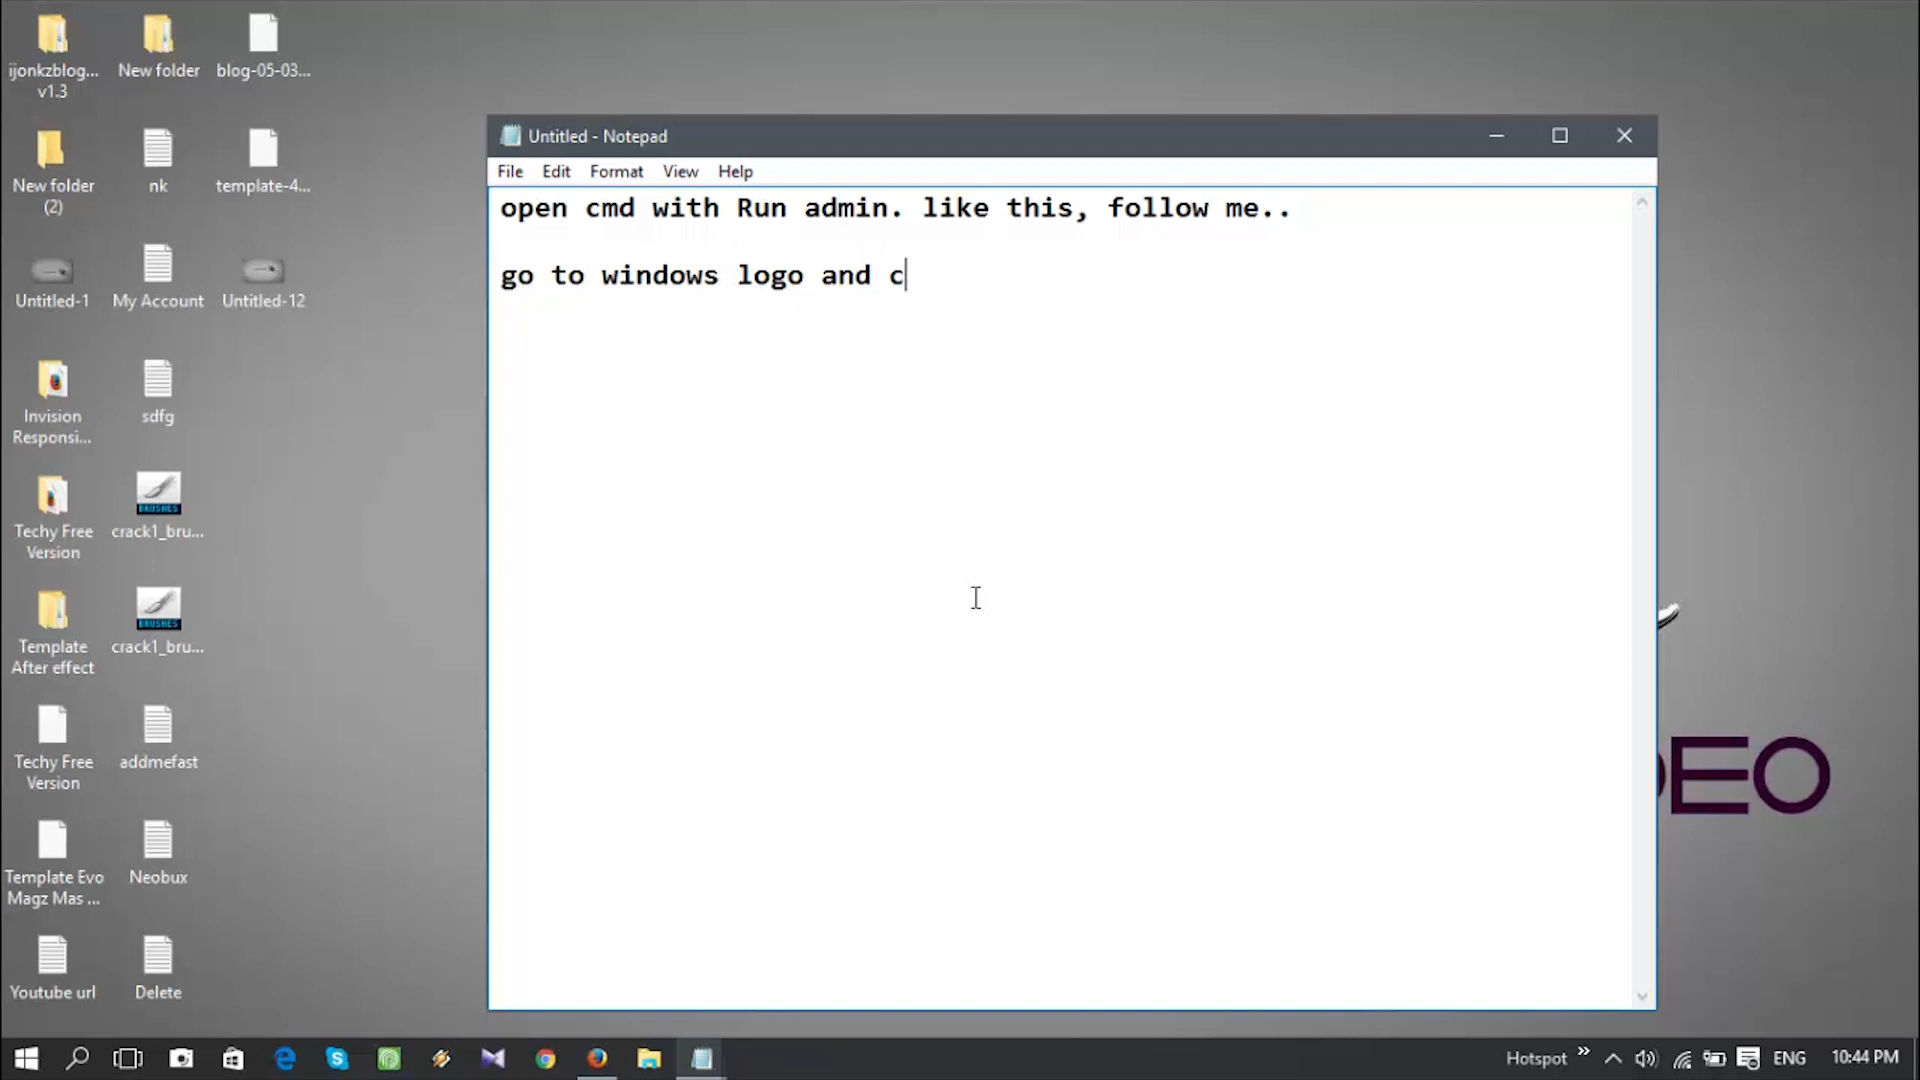 ijonkzblog...
v1.3
New folder
blog-05-03...
New folder
(2)
nk
template-4...
Untitled-1
My Account
Untitled-12
Invision
Responsi...
sdfg
Techy Free
Version
crack1_bru...
BRUSHES
Template
After effect
crack1_bru...
BRUSHES
Techy Free
Version
addmefast
Template Evo
Magz Mas ...
Neobux
Youtube url
Delete
Untitled - Notepad
File Edit Format View Help
open cmd with Run admin. like this, follow me..
go to windows logo and c
DEO
Hotspot
ENG
10:44 PM